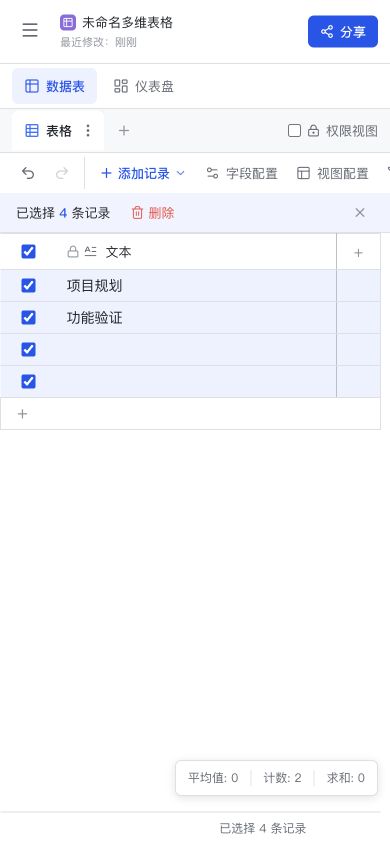 未命名多维表格
最近修改: 刚刚
分享
数据表
仪表盘
表格
权限视图
添加记录
字段配置
视图配置
已选择 4 条记录
删除
文本
项目规划
功能验证
平均值: 0
计数: 2
求和: 0
已选择 4 条记录